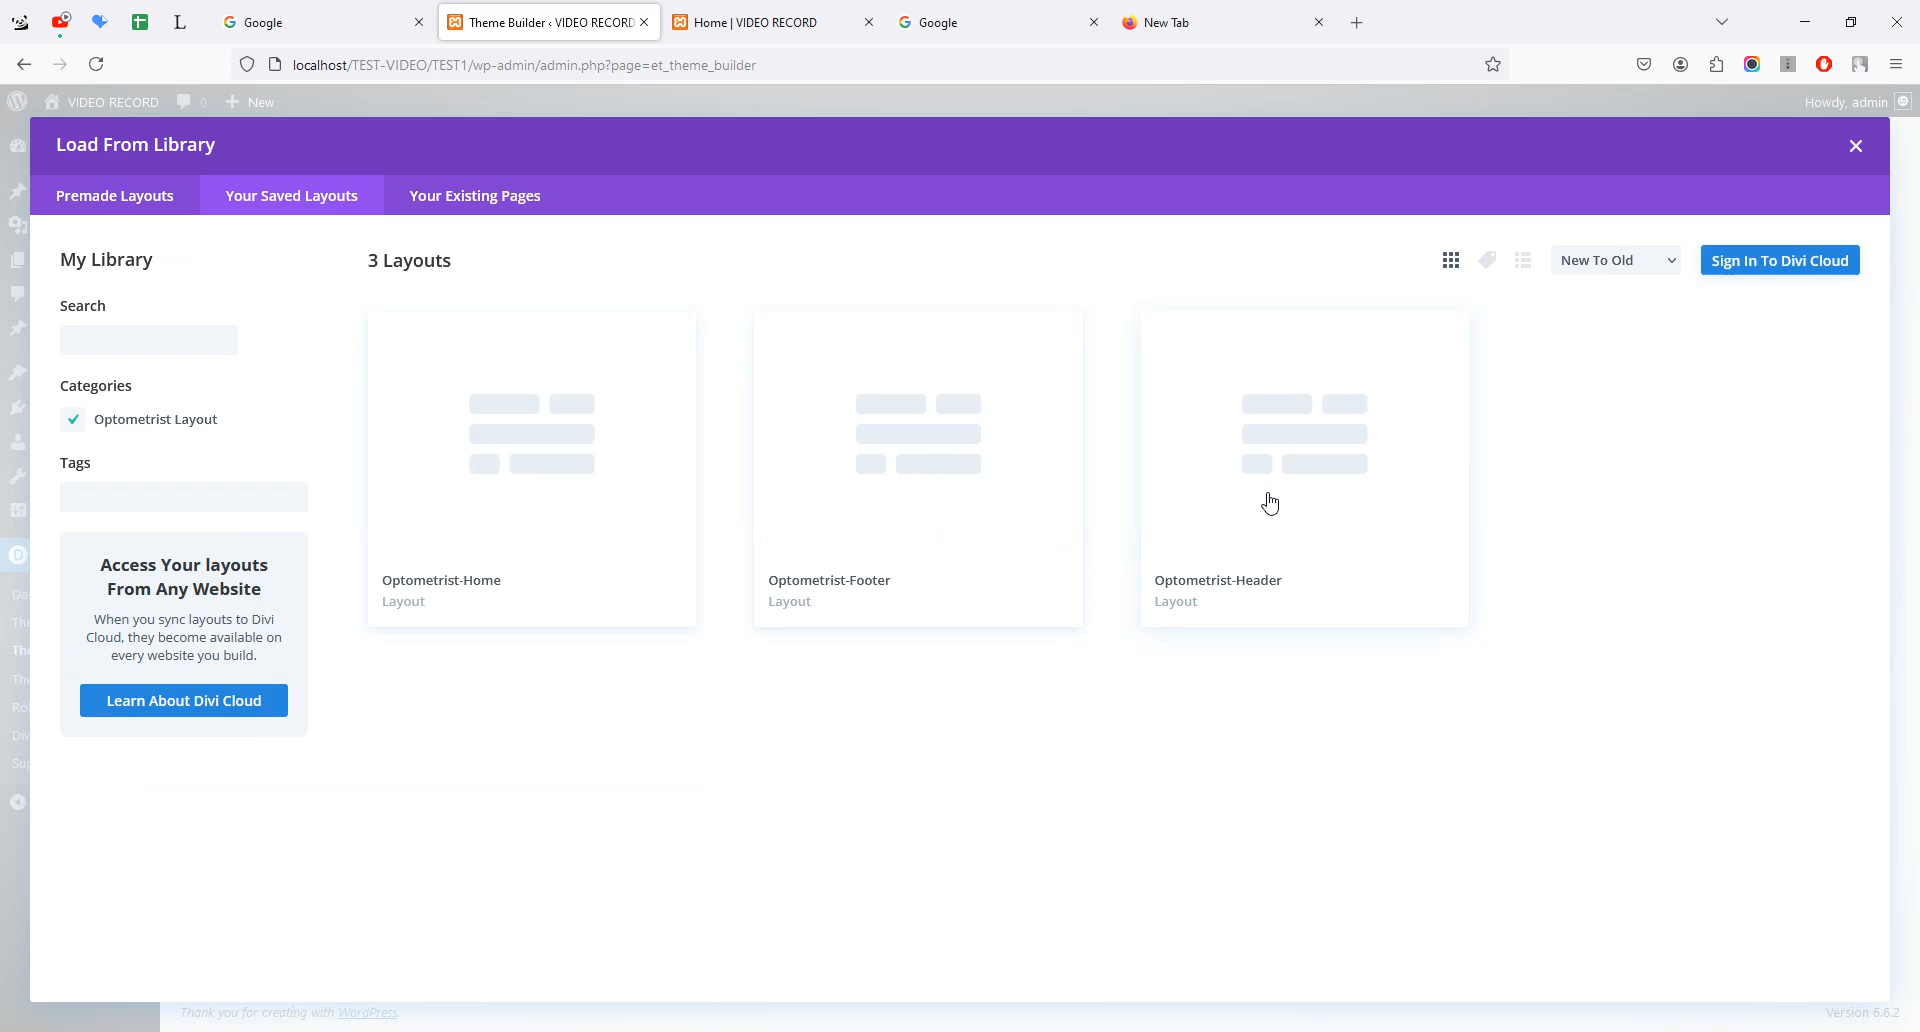 Google
Theme Builder ‹ VIDEO RECORD
Home | VIDEO RECORD
Google
New Tab
localhost/TEST-VIDEO/TEST1/wp-admin/admin.php?page=et_theme_builder
VIDEO RECORD
0
New
Howdy, admin
Load From Library
Premade Layouts
Your Saved Layouts
Your Existing Pages
My Library
3 Layouts
New To Old
Sign In To Divi Cloud
Search
Categories
Optometrist Layout
Tags
Access Your layouts
From Any Website
When you sync layouts to Divi
Cloud, they become available on
every website you build.
Learn About Divi Cloud
Optometrist-Home
Layout
Optometrist-Footer
Layout
Optometrist-Header
Layout
Thank you for creating with WordPress.
Version 6.6.2